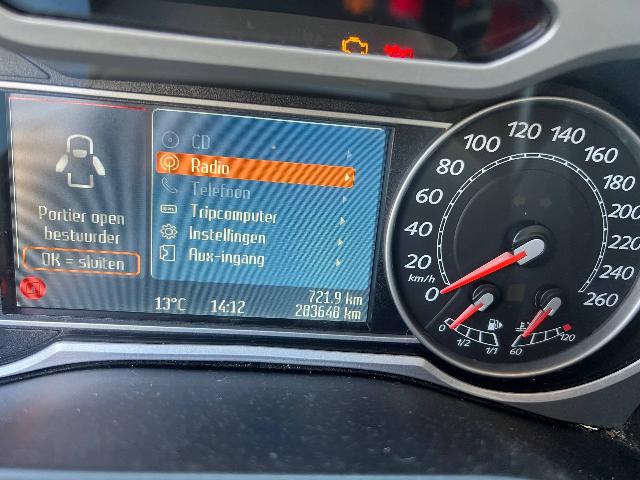 CD
Radio
Telefoon
Tripcomputer
Instellingen
Aux-ingang
Portier open
bestuurder
OK = sluiten
13°C 14:12
721.9 km
203648 km
0 20 40 60 80 100 120 140 160 180 200 220 240 260
km/h
0 1/2 1/1
60 120